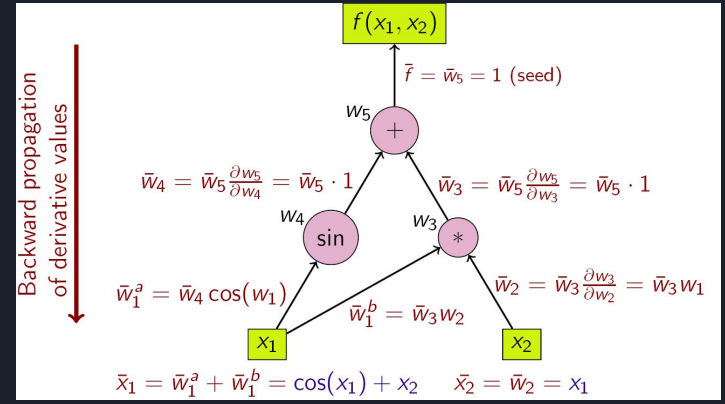 f(x₁, x₂)
f̄ = w̄₅ = 1 (seed)
w₅
+
w̄₄ = w̄₅ ∂w₅/∂w₄ = w̄₅ · 1
w̄₃ = w̄₅ ∂w₅/∂w₃ = w̄₅ · 1
w₄
sin
w₃
*
w̄₁ᵃ = w̄₄ cos(w₁)
w̄₁ᵇ = w̄₃w₂
w̄₂ = w̄₃ ∂w₃/∂w₂ = w̄₃w₁
x₁
x₂
x̄₁ = w̄₁ᵃ + w̄₁ᵇ = cos(x₁) + x₂
x̄₂ = w̄₂ = x₁
Backward propagation
of derivative values